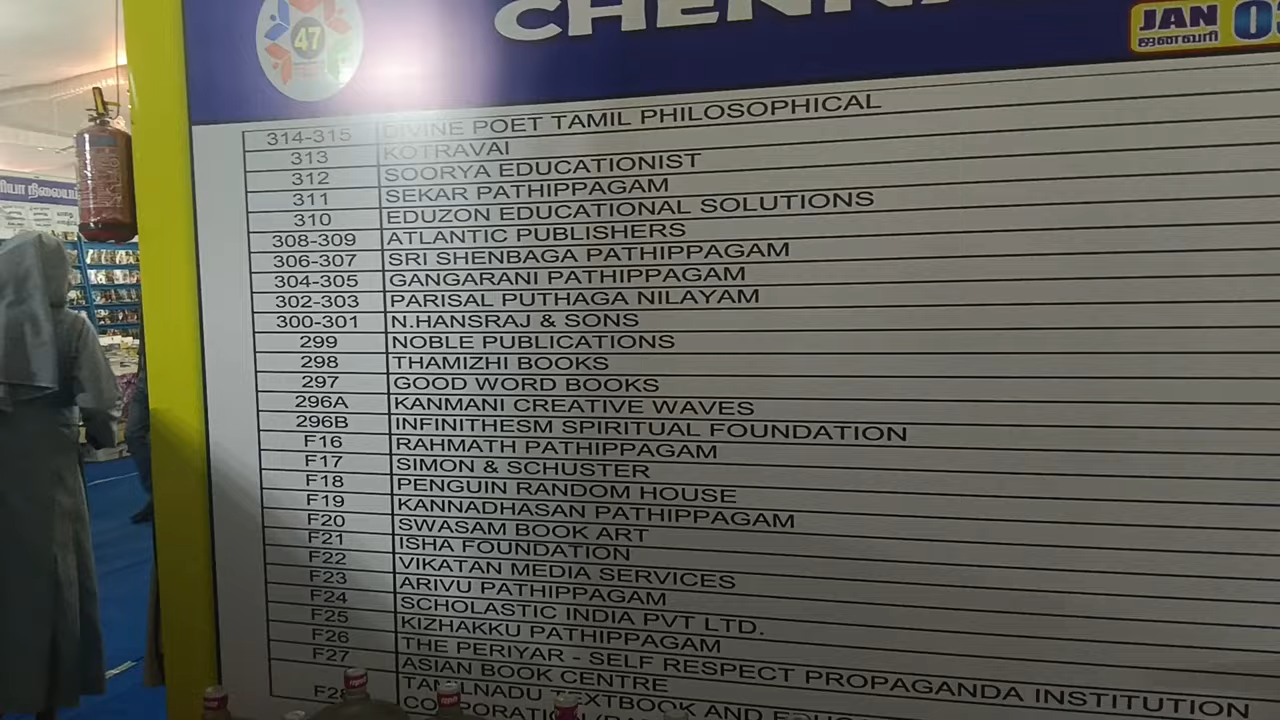 47
CHENNA
JAN 03
ஜனவரி
314-315 DIVINE POET TAMIL PHILOSOPHICAL
313 KOTRAVAI
312 SOORYA EDUCATIONIST
311 SEKAR PATHIPPAGAM
310 EDUZON EDUCATIONAL SOLUTIONS
308-309 ATLANTIC PUBLISHERS
306-307 SRI SHENBAGA PATHIPPAGAM
304-305 GANGARANI PATHIPPAGAM
302-303 PARISAL PUTHAGA NILAYAM
300-301 N.HANSRAJ & SONS
299 NOBLE PUBLICATIONS
298 THAMIZHI BOOKS
297 GOOD WORD BOOKS
296A KANMANI CREATIVE WAVES
296B INFINITHESM SPIRITUAL FOUNDATION
F16 RAHMATH PATHIPPAGAM
F17 SIMON & SCHUSTER
F18 PENGUIN RANDOM HOUSE
F19 KANNADHASAN PATHIPPAGAM
F20 SWASAM BOOK ART
F21 ISHA FOUNDATION
F22 VIKATAN MEDIA SERVICES
F23 ARIVU PATHIPPAGAM
F24 SCHOLASTIC INDIA PVT LTD.
F25 KIZHAKKU PATHIPPAGAM
F26 THE PERIYAR - SELF RESPECT PROPAGANDA INSTITUTION
F27 ASIAN BOOK CENTRE
F28 TAMILNADU TEXTBOOK AND
CORPORATION